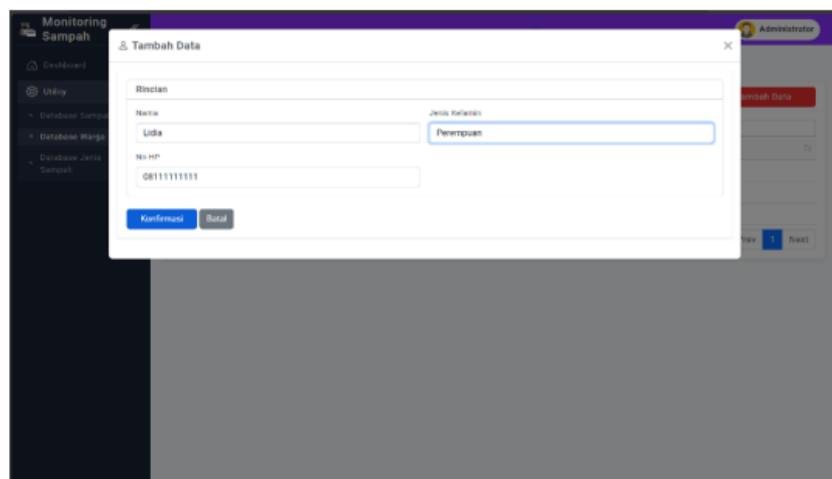 Monitoring
Sampah
Administrator
Tambah Data
Dashboard
Utility
Rincian
Tambah Data
Database Sampah
Nama
Jenis Kelamin
Database Warga
Lidia
Perempuan
Database Jenis
Sampah
No HP
08111111111
Konfirmasi
Batal
Prev
1
Next